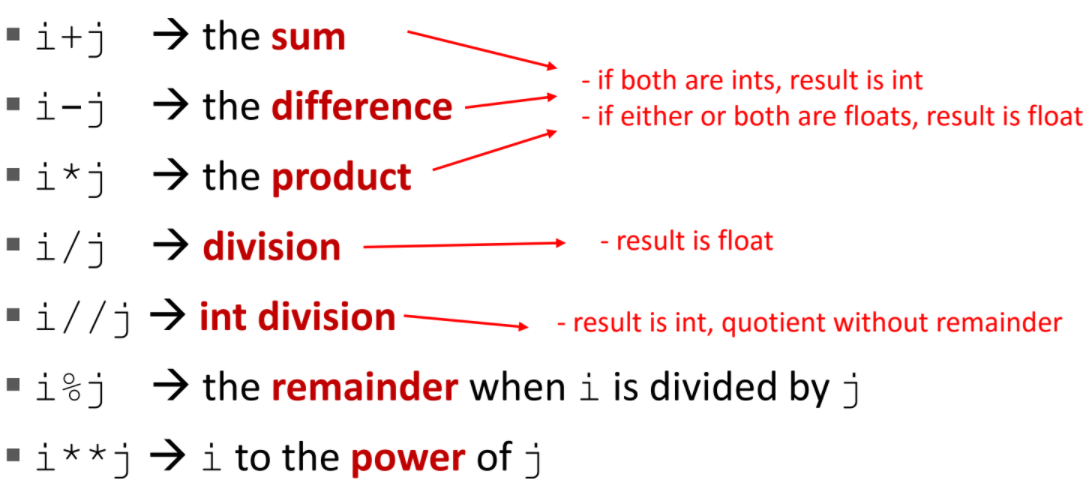 ▪ i+j → the sum
- if both are ints, result is int
▪ i-j → the difference
- if either or both are floats, result is float
▪ i*j → the product
▪ i/j → division
- result is float
▪ i//j → int division
- result is int, quotient without remainder
▪ i%j → the remainder when i is divided by j
▪ i**j → i to the power of j